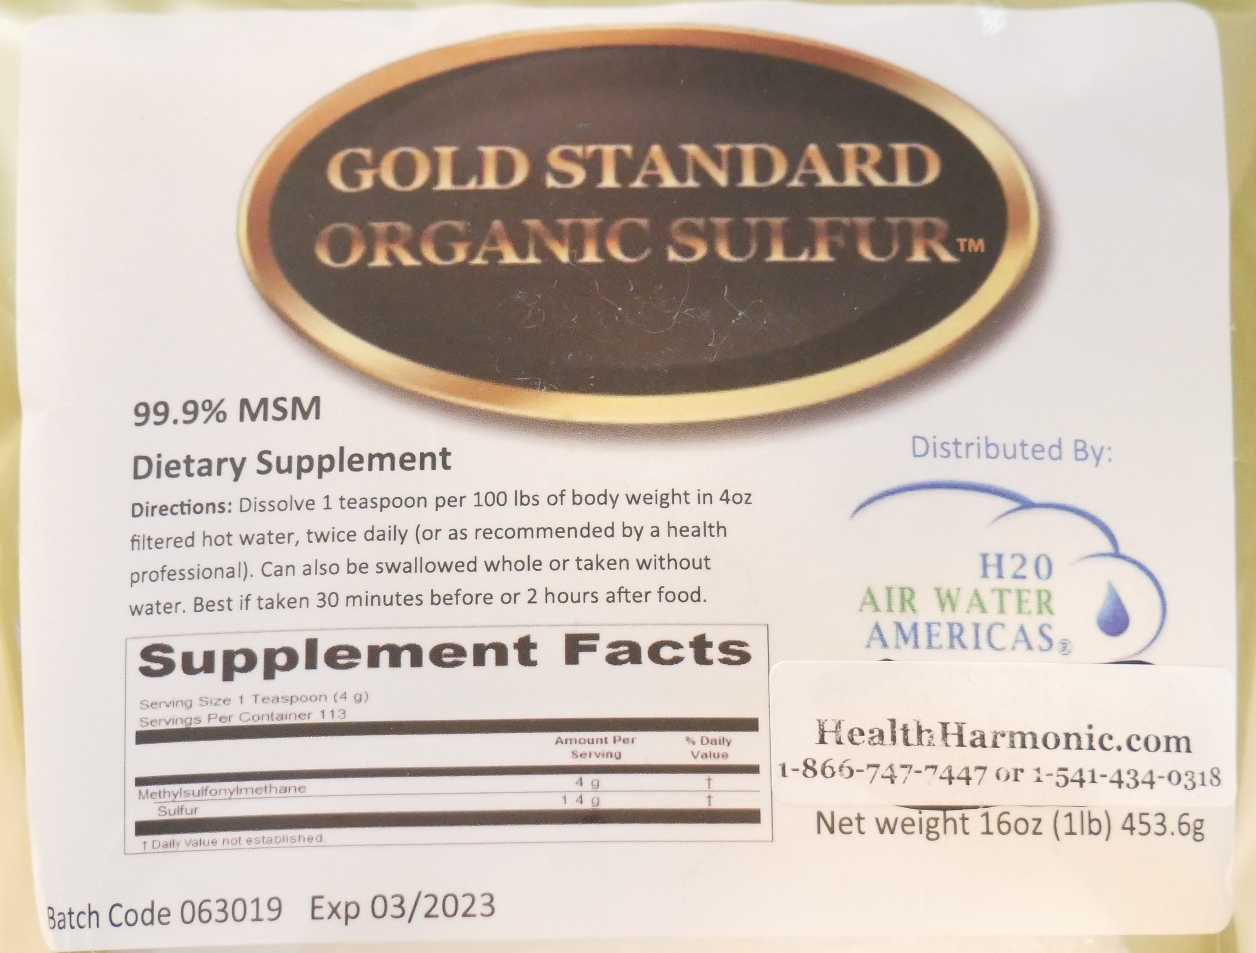 GOLD STANDARD
ORGANIC SULFUR™
99.9% MSM
Dietary Supplement
Directions: Dissolve 1 teaspoon per 100 lbs of body weight in 4oz
filtered hot water, twice daily (or as recommended by a health
professional). Can also be swallowed whole or taken without
water. Best if taken 30 minutes before or 2 hours after food.
Supplement Facts
Serving Size 1 Teaspoon (4 g)
Servings Per Container 113
Amount Per % Daily
Serving Value
Methylsulfonylmethane 4 g †
Sulfur 1 4 g †
† Daily Value not established.
Distributed By:
H20
AIR WATER
AMERICAS®
HealthHarmonic.com
1-866-747-7447 or 1-541-434-0318
Net weight 16oz (1lb) 453.6g
Batch Code 063019 Exp 03/2023